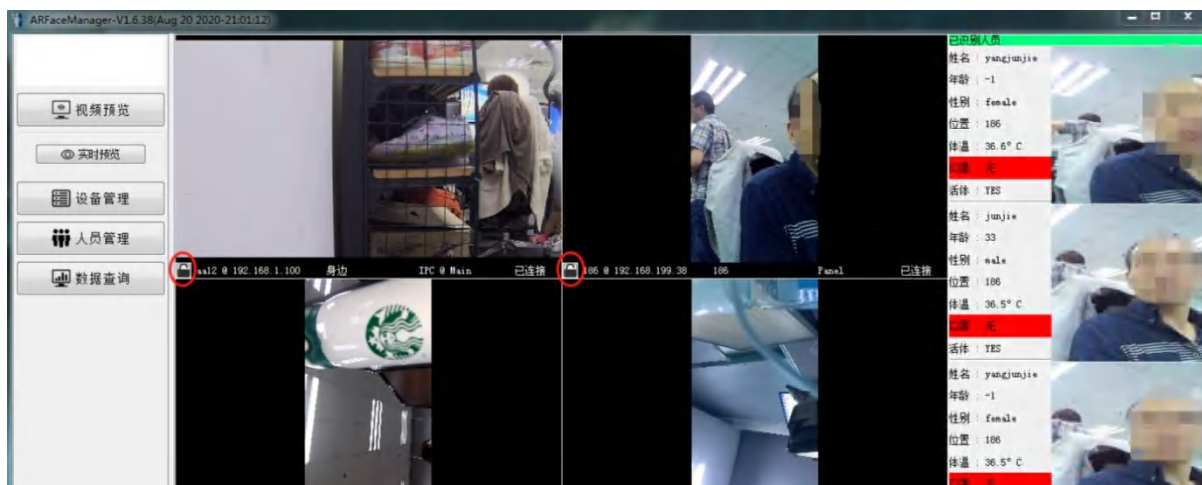 ARFaceManager-V1.6.38(Aug 20 2020-21:01:12)
视频预览
实时预览
设备管理
人员管理
数据查询
aal2 @ 192.168.1.100 身边 IPC @ Main 已连接
186 @ 192.168.199.38 186 Panel 已连接
已识别人员
姓名 : yangjunjie
年龄 : -1
性别 : female
位置 : 186
体温 : 36.6° C
口罩 : 无
活体 : YES
姓名 : junjie
年龄 : 33
性别 : male
位置 : 186
体温 : 36.5° C
口罩 : 无
活体 : YES
姓名 : yangjunjie
年龄 : -1
性别 : female
位置 : 186
体温 : 36.5° C